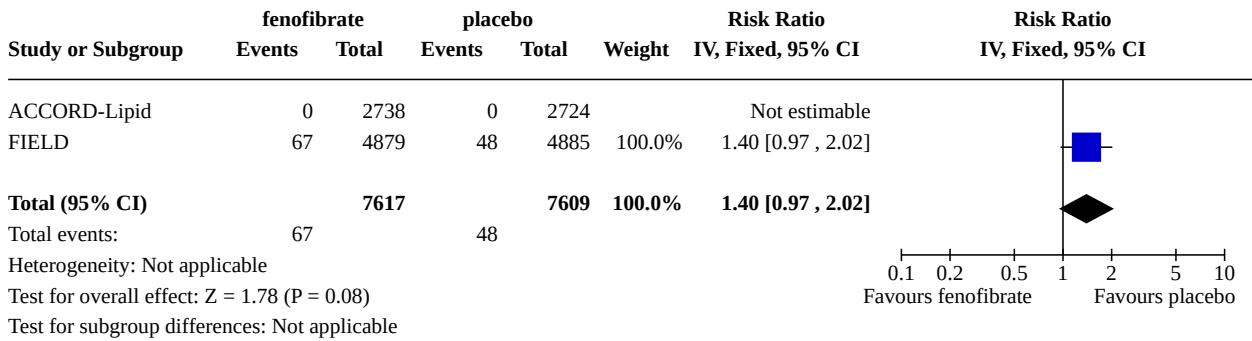 fenofibrate placebo Risk Ratio Risk Ratio
Study or Subgroup Events Total Events Total Weight IV, Fixed, 95% CI IV, Fixed, 95% CI
ACCORD-Lipid 0 2738 0 2724 Not estimable
FIELD 67 4879 48 4885 100.0% 1.40 [0.97 , 2.02]
Total (95% CI) 7617 7609 100.0% 1.40 [0.97 , 2.02]
Total events: 67 48
Heterogeneity: Not applicable
0.1 0.2 0.5 1 2 5 10
Test for overall effect: Z = 1.78 (P = 0.08)
Favours fenofibrate Favours placebo
Test for subgroup differences: Not applicable